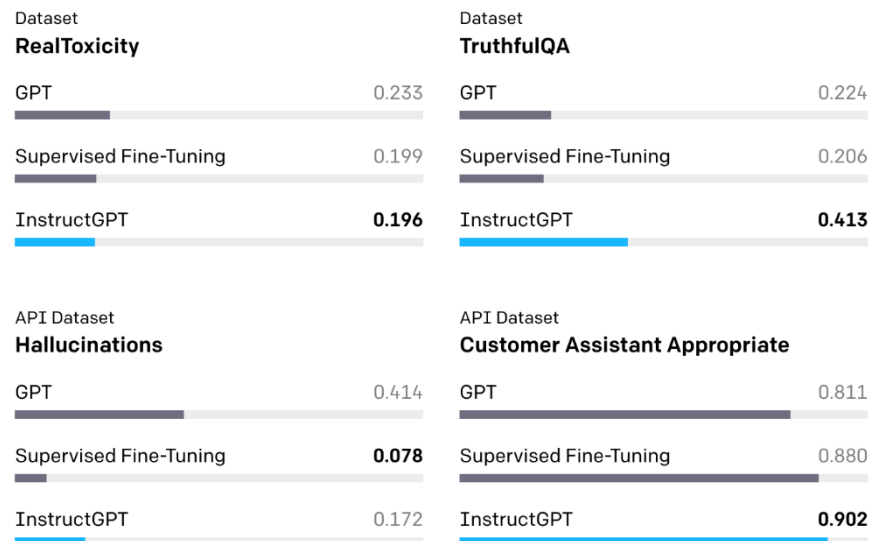 Dataset
RealToxicity
GPT 0.233
Supervised Fine-Tuning 0.199
InstructGPT 0.196
Dataset
TruthfulQA
GPT 0.224
Supervised Fine-Tuning 0.206
InstructGPT 0.413
API Dataset
Hallucinations
GPT 0.414
Supervised Fine-Tuning 0.078
InstructGPT 0.172
API Dataset
Customer Assistant Appropriate
GPT 0.811
Supervised Fine-Tuning 0.880
InstructGPT 0.902